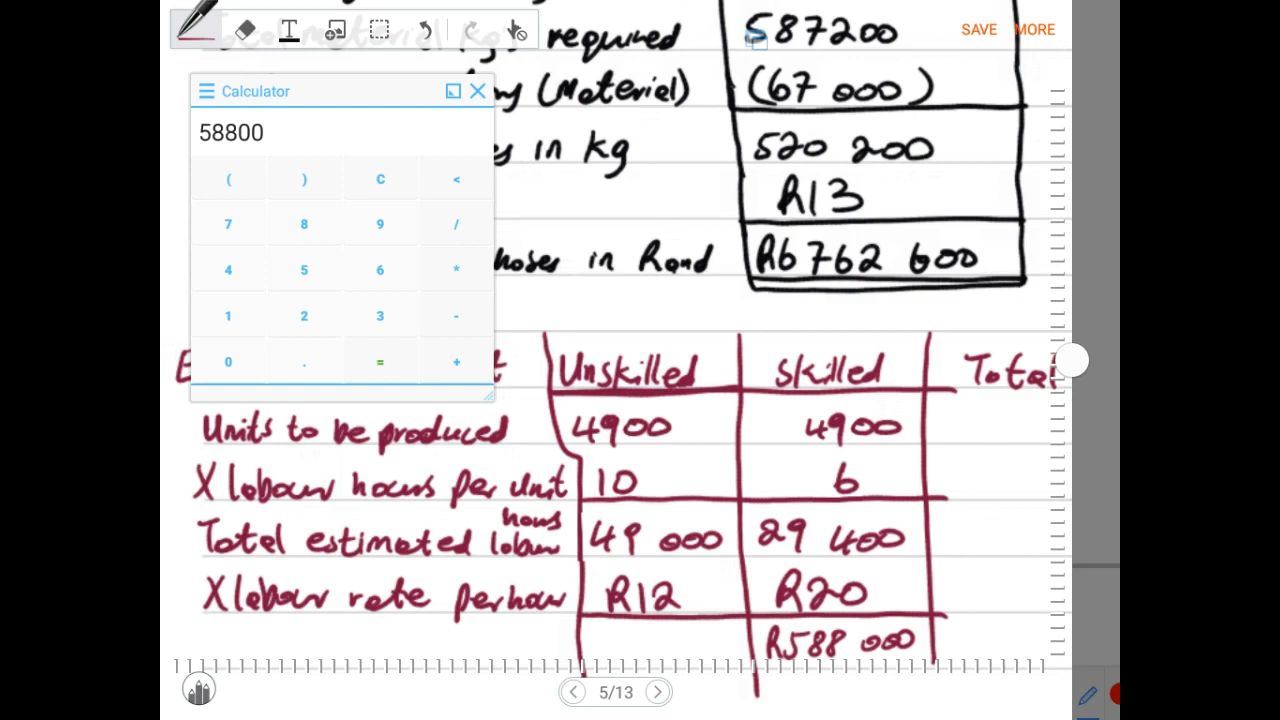 T
SAVE MORE
required 587200
(Material) (67 000)
in kg 520 200
R13
in Rand R6 762 600
Calculator
58800
( ) C <
7 8 9 /
4 5 6 *
1 2 3 -
0 . = +
Unskilled Skilled Total
Units to be produced 4900 4900
X labour hours per unit 10 6
Total estimated labour hours 49 000 29 400
X labour rate per hour R12 R20
R588 000
5/13